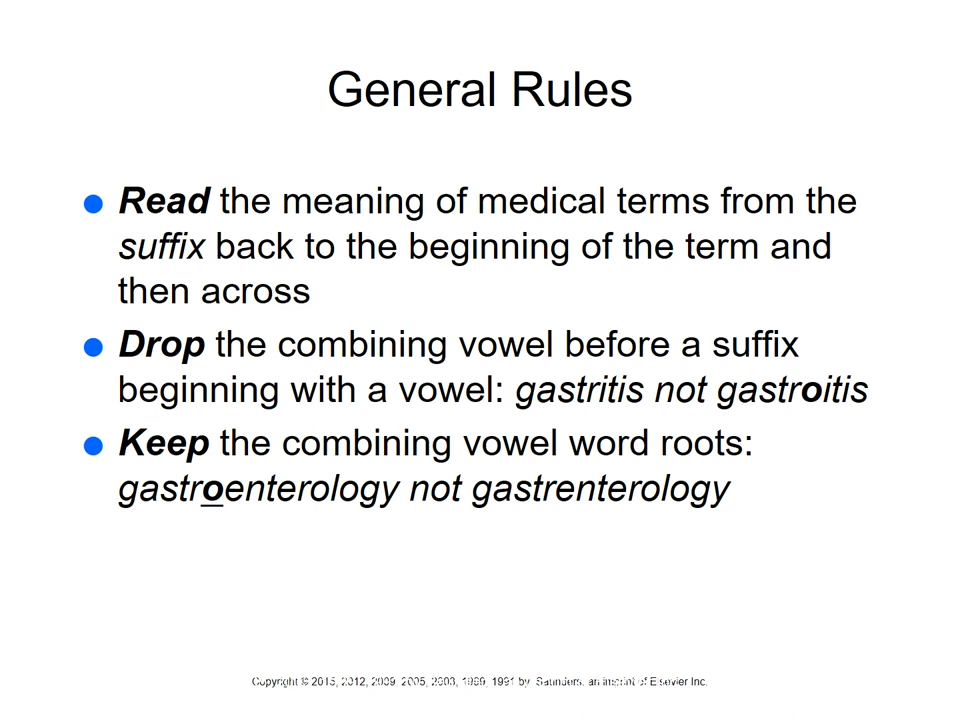 General Rules
Read the meaning of medical terms from the
suffix back to the beginning of the term and
then across
Drop the combining vowel before a suffix
beginning with a vowel: gastritis not gastroitis
Keep the combining vowel word roots:
gastroenterology not gastrenterology
Copyright © 2015, 2012, 2009, 2005, 2003, 1999, 1991 by Saunders, an imprint of Elsevier Inc.